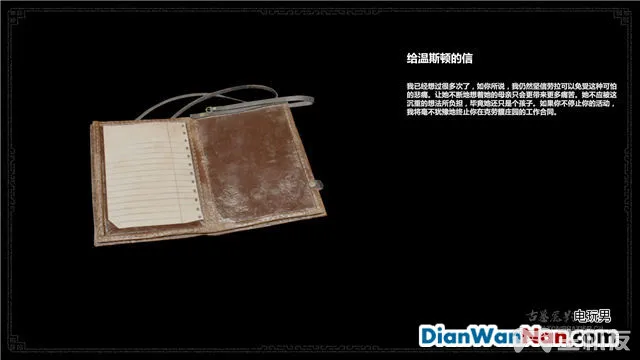 给温斯顿的信
我已经想过很多次了，如你所说，我仍然坚信劳拉可以免受这种可怕
的悲痛。让她不断地想着她的母亲只会更带来更多痛苦。她不应被这
沉重的想法所负担，毕竟她还只是个孩子。如果你不停止你的活动，
我将毫不犹豫地终止你在克劳馥庄园的工作合同。
电玩男
DianWanNan.com